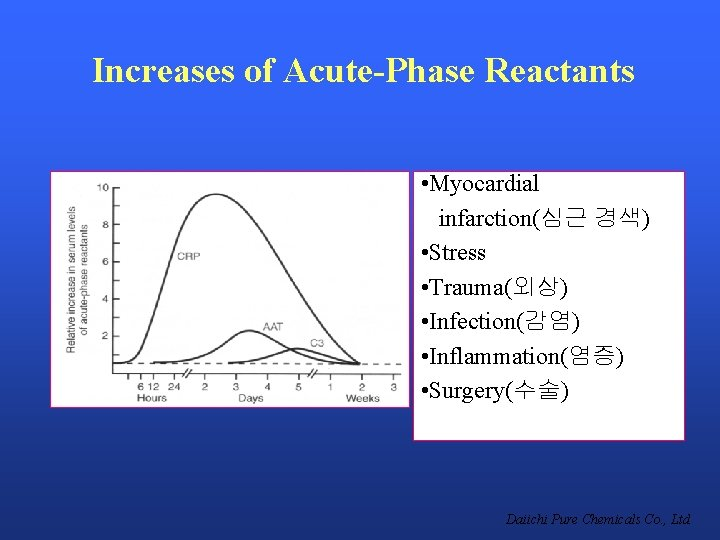 Increases of Acute-Phase Reactants
Relative increase in serum levels
of acute-phase reactants
10
8
6
4
2
CRP
AAT
C3
6 12 24 2 3 4 5 1 2 3
Hours Days Weeks
• Myocardial
infarction(심근 경색)
• Stress
• Trauma(외상)
• Infection(감염)
• Inflammation(염증)
• Surgery(수술)
Daiichi Pure Chemicals Co., Ltd